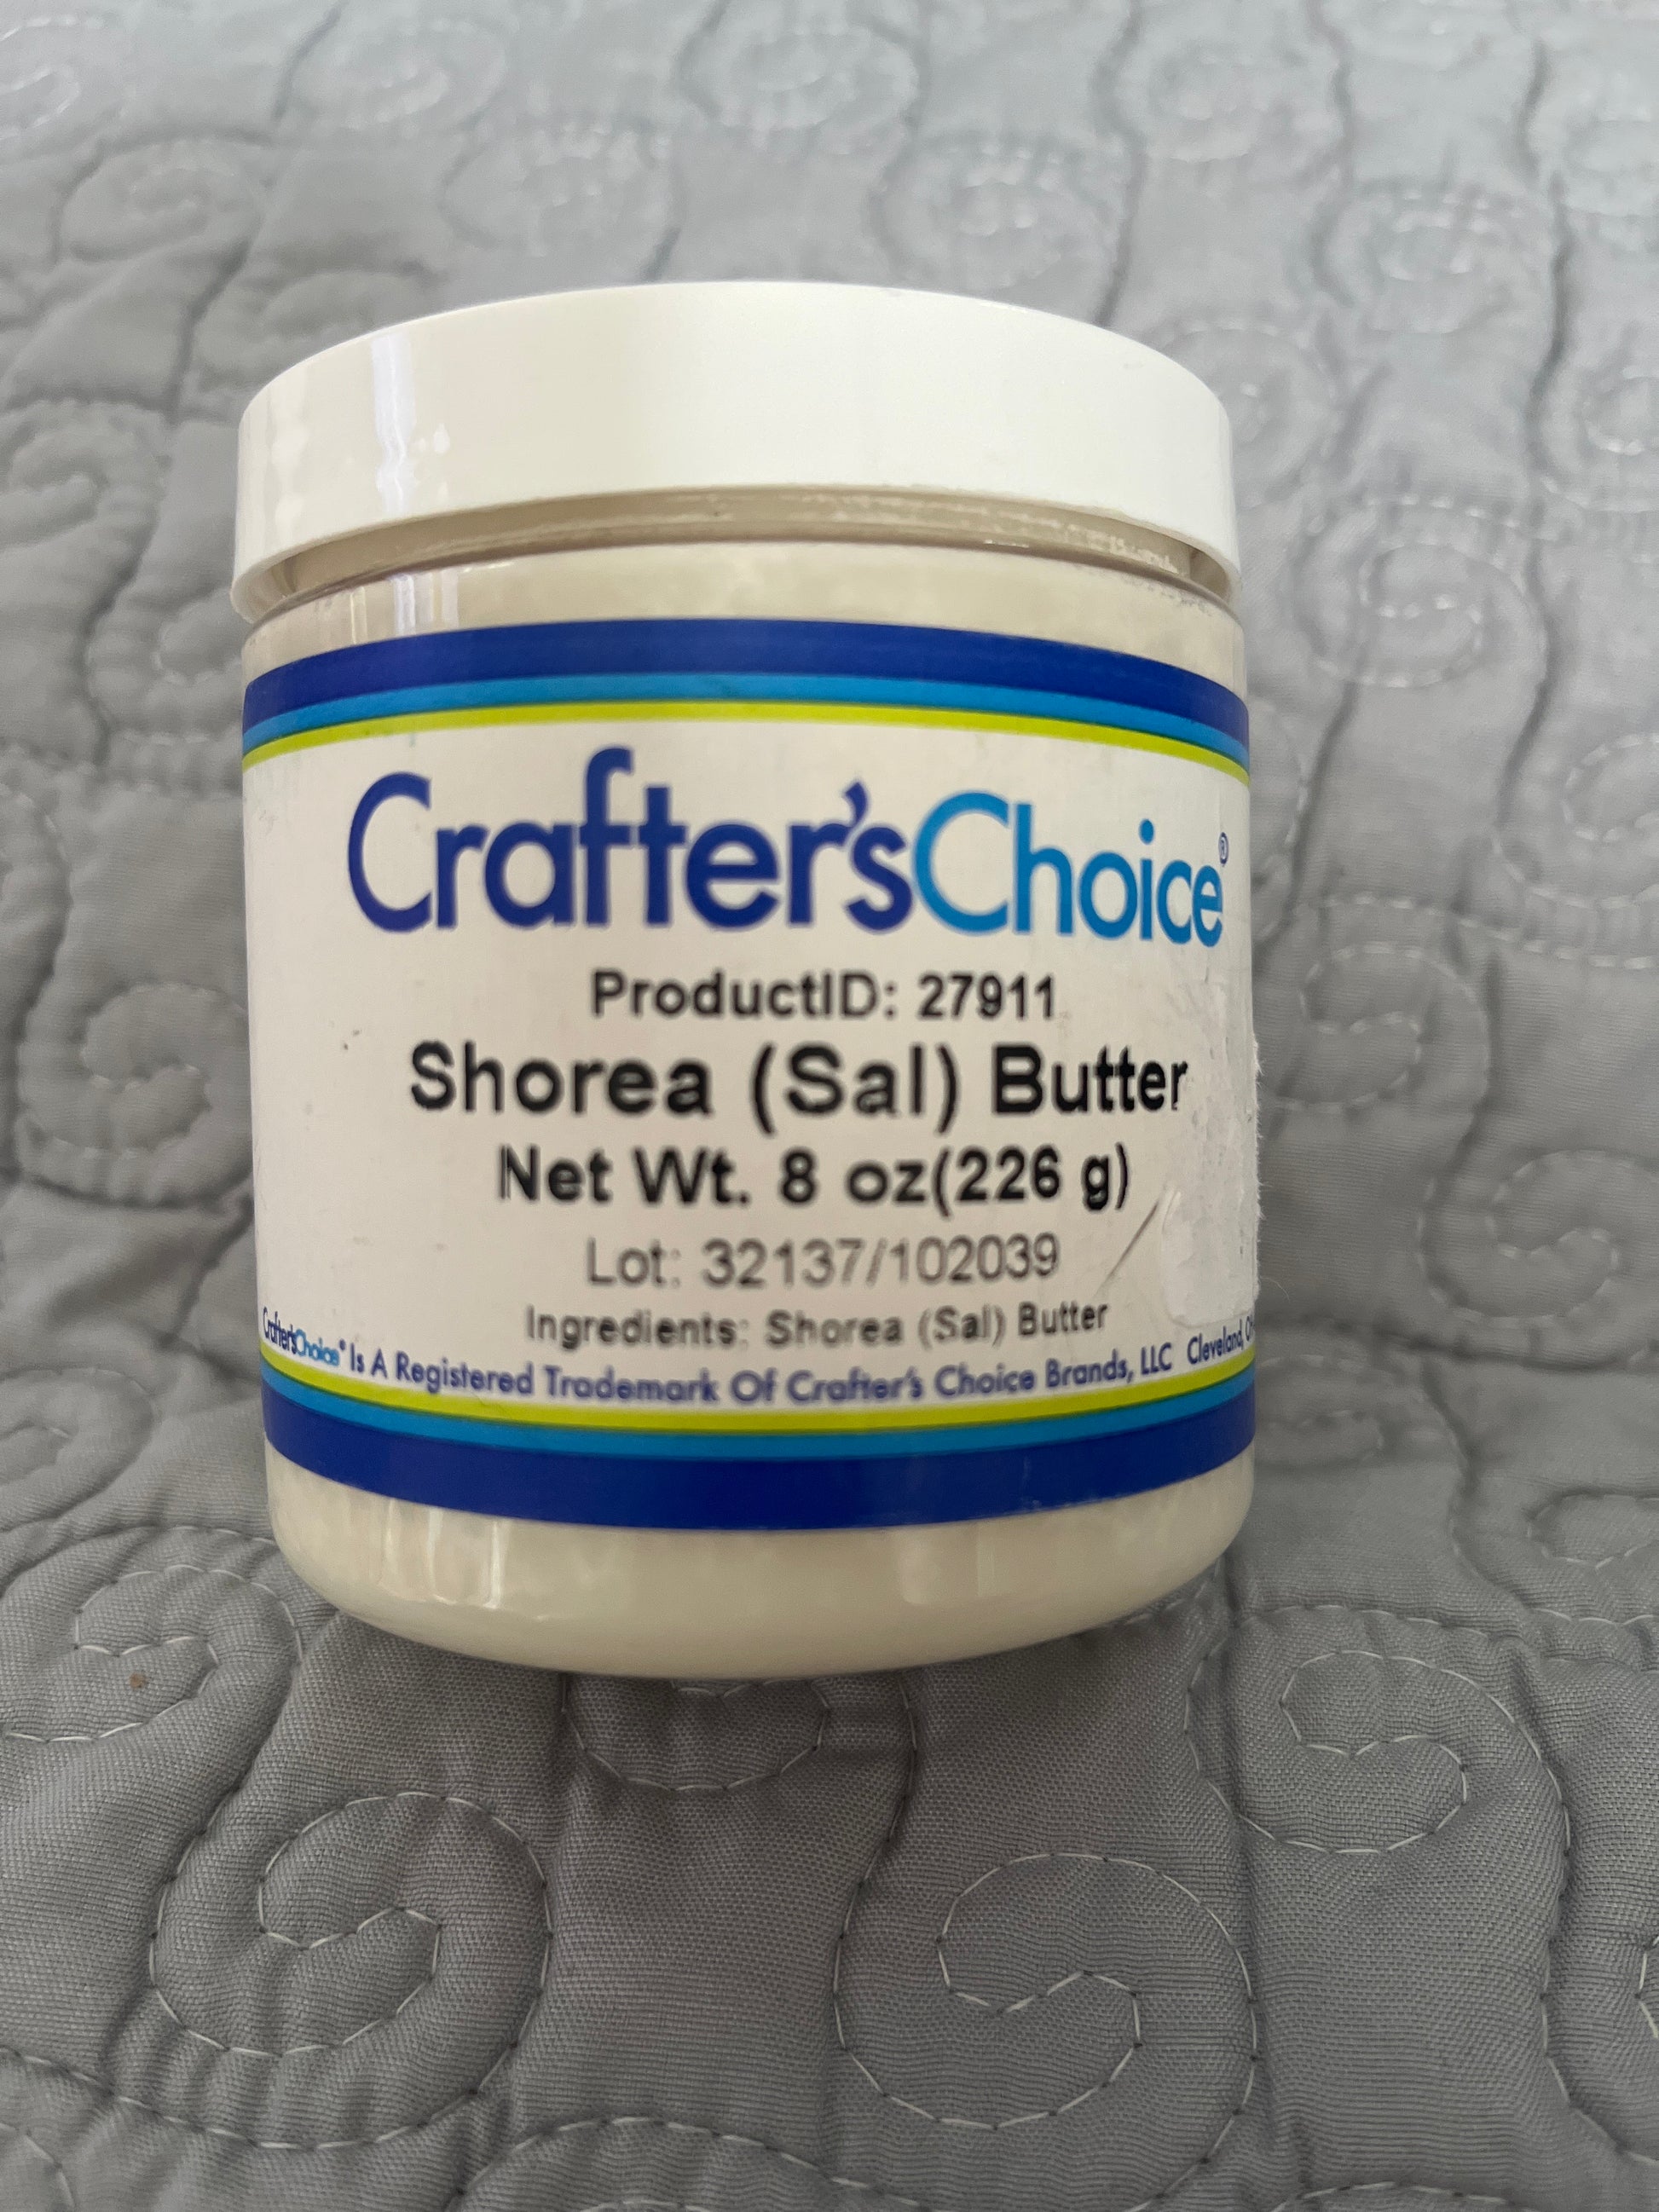 Crafter'sChoice®
ProductID: 27911
Shorea (Sal) Butter
Net Wt. 8 oz(226 g)
Lot: 32137/102039
Ingredients: Shorea (Sal) Butter
Crafter'sChoice® Is A Registered Trademark Of Crafter's Choice Brands, LLC Cleveland,